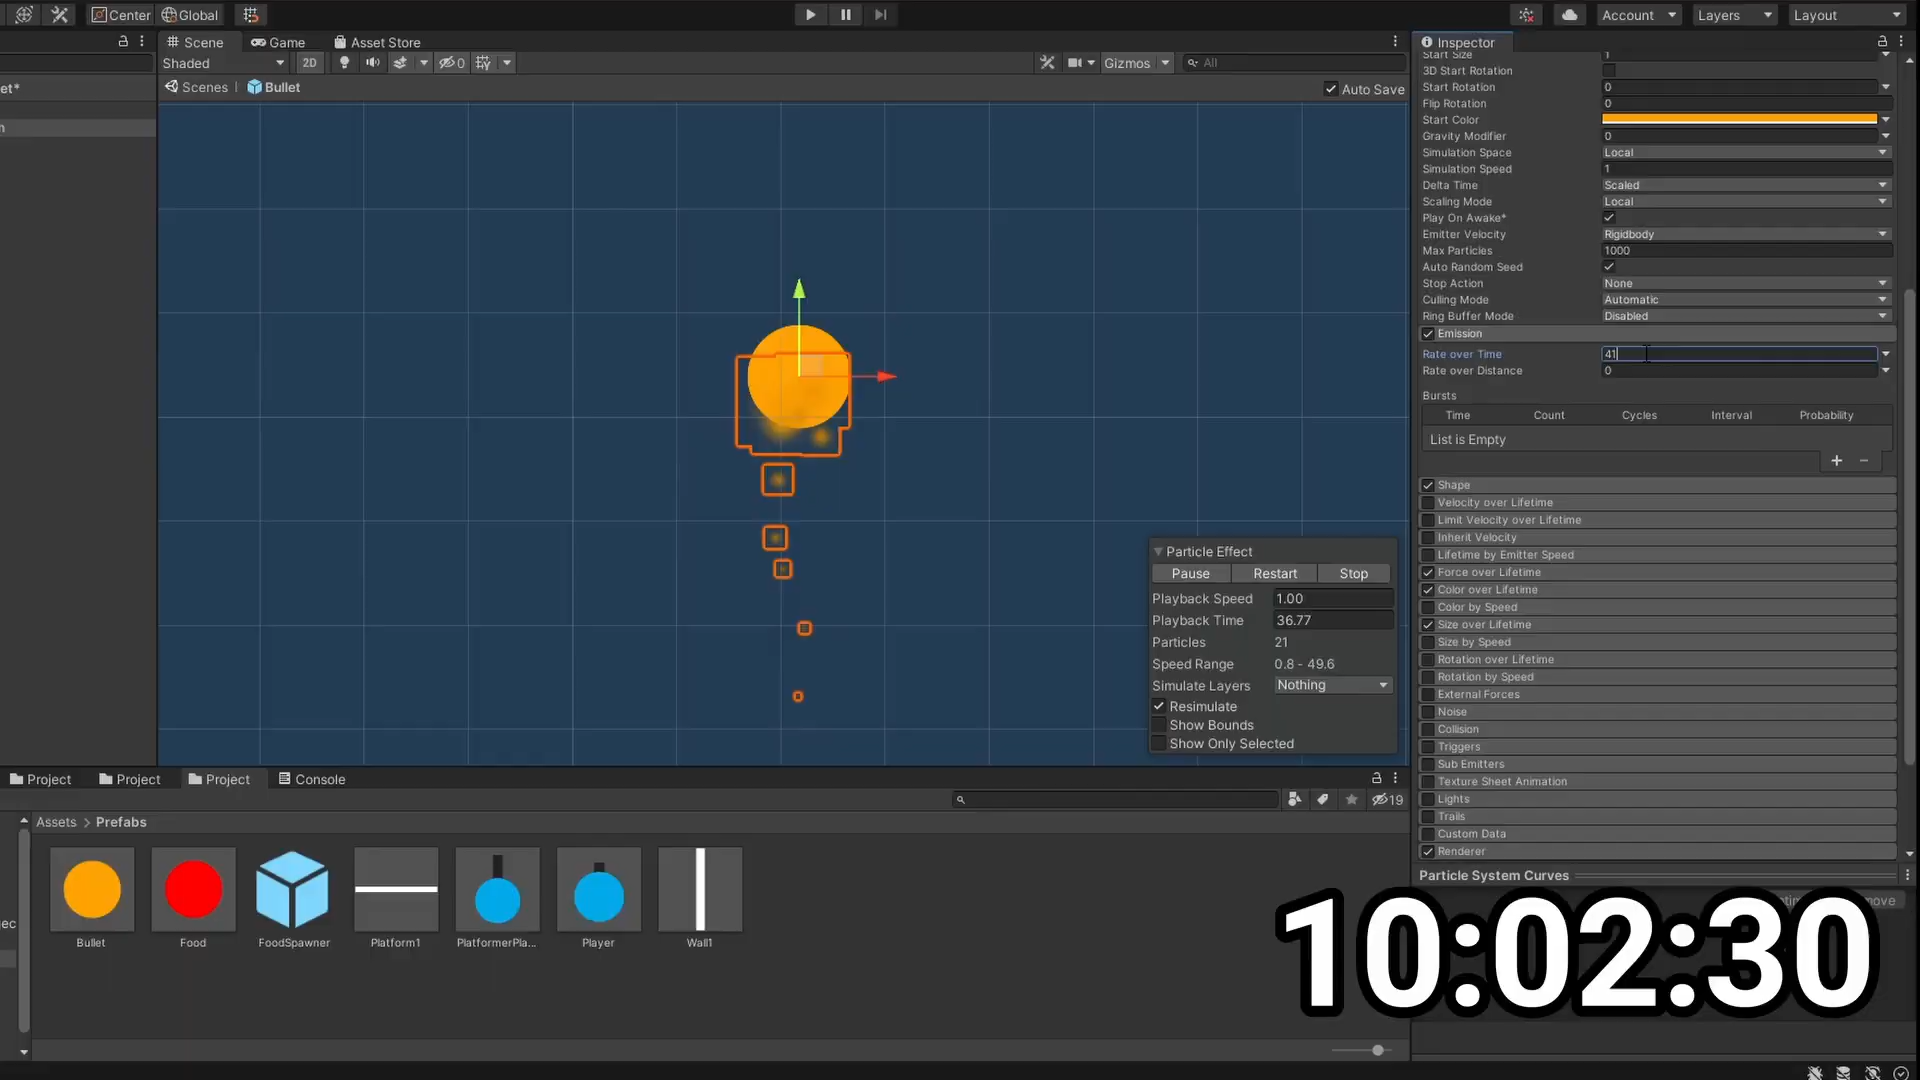 Center Global
Account Layers Layout
Scene Game Asset Store
Inspector
Shaded 2D 0 Gizmos All
et*
Scenes Bullet Auto Save
Start Size 1
3D Start Rotation
Start Rotation 0
Flip Rotation 0
Start Color
Gravity Modifier 0
Simulation Space Local
Simulation Speed 1
Delta Time Scaled
Scaling Mode Local
Play On Awake*
Emitter Velocity Rigidbody
Max Particles 1000
Auto Random Seed
Stop Action None
Culling Mode Automatic
Ring Buffer Mode Disabled
Emission
Rate over Time 41
Rate over Distance 0
Bursts
Time Count Cycles Interval Probability
List is Empty
+ −
Shape
Velocity over Lifetime
Limit Velocity over Lifetime
Inherit Velocity
Lifetime by Emitter Speed
Force over Lifetime
Color over Lifetime
Color by Speed
Size over Lifetime
Size by Speed
Rotation over Lifetime
Rotation by Speed
External Forces
Noise
Collision
Triggers
Sub Emitters
Texture Sheet Animation
Lights
Trails
Custom Data
Renderer
Particle System Curves
Particle Effect
Pause Restart Stop
Playback Speed 1.00
Playback Time 36.77
Particles 21
Speed Range 0.8 - 49.6
Simulate Layers Nothing
Resimulate
Show Bounds
Show Only Selected
Project Project Project Console
19
Assets > Prefabs
Bullet Food FoodSpawner Platform1 PlatformerPla... Player Wall1
10:02:30